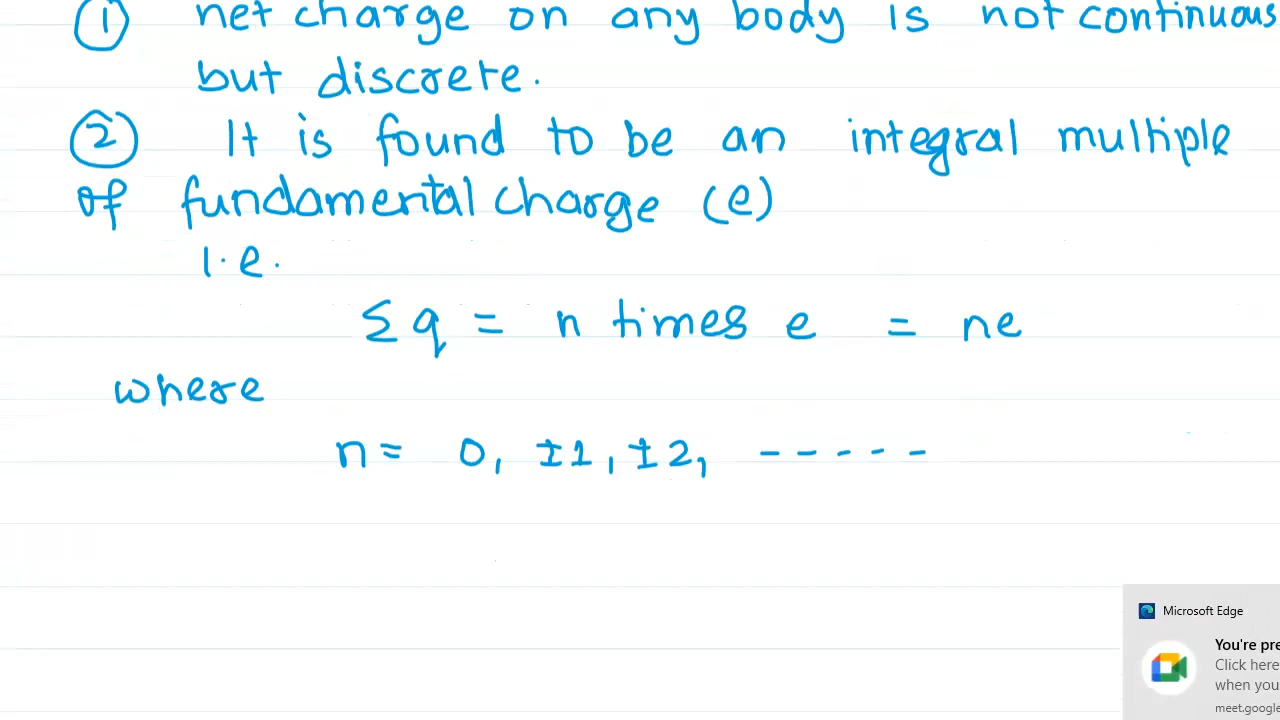 ① net charge on any body is not continuous
but discrete.
② It is found to be an integral multiple
of fundamental charge (e)
i.e.
Σq = n times e = ne
where
n = 0, ±1, ±2, -----
Microsoft Edge
You're pre
Click here
when you
meet.google